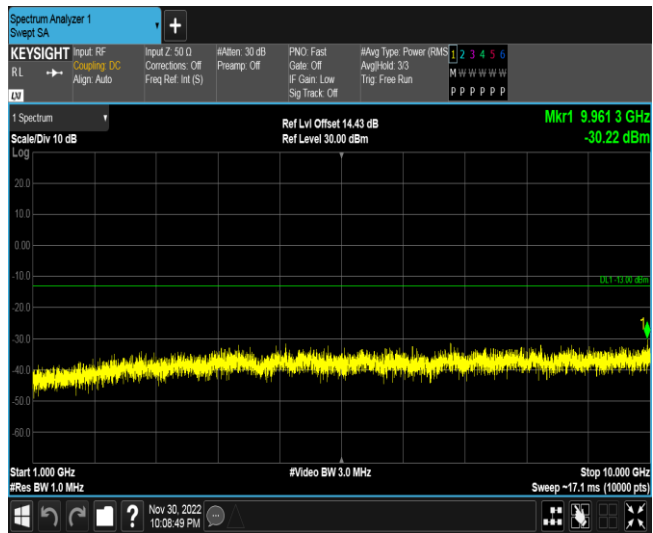 Spectrum Analyzer 1
Swept SA
+
KEYSIGHT Input: RF Input Z: 50 Ω #Atten: 30 dB PNO: Fast #Avg Type: Power (RMS 1 2 3 4 5 6
RL Coupling: DC Corrections: Off Preamp: Off Gate: Off Avg|Hold: 3/3 M W W W W W
Align: Auto Freq Ref: Int (S) IF Gain: Low Trig: Free Run
Sig Track: Off P P P P P P
LXI
1 Spectrum Ref Lvl Offset 14.43 dB Mkr1 9.961 3 GHz
Scale/Div 10 dB Ref Level 30.00 dBm -30.22 dBm
Log
20.0
10.0
0.00
-10.0
DL1 -13.00 dBm
-20.0
1
-30.0
-40.0
-50.0
-60.0
Start 1.000 GHz #Video BW 3.0 MHz Stop 10.000 GHz
#Res BW 1.0 MHz Sweep ~17.1 ms (10000 pts)
? Nov 30, 2022
10:08:49 PM